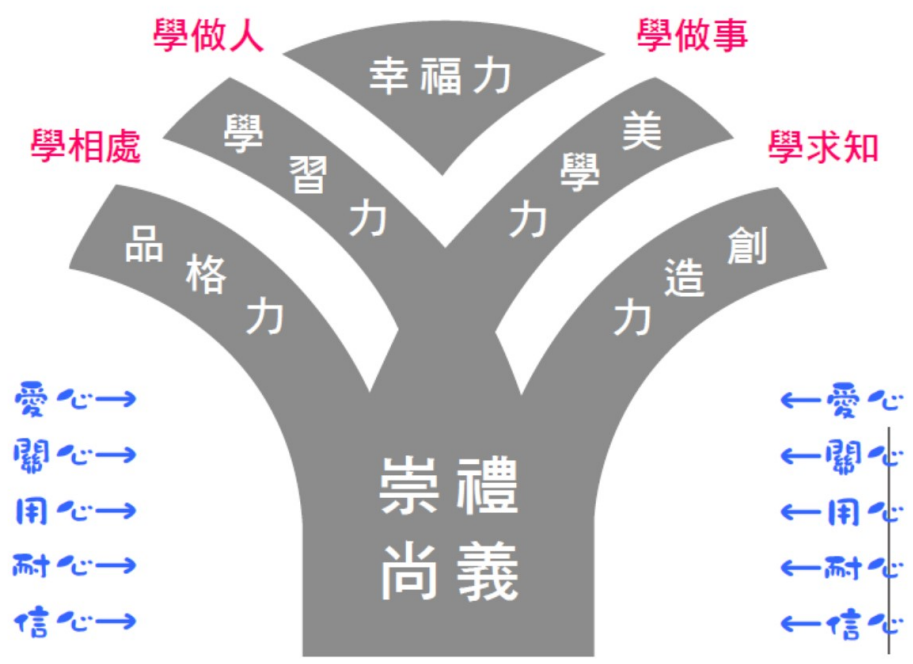 學做人
學做事
幸福力
學相處
學習力
美學力
學求知
品格力
創造力
愛心→
←愛心
關心→
←關心
用心→
←用心
耐心→
←耐心
信心→
←信心
崇禮
尚義